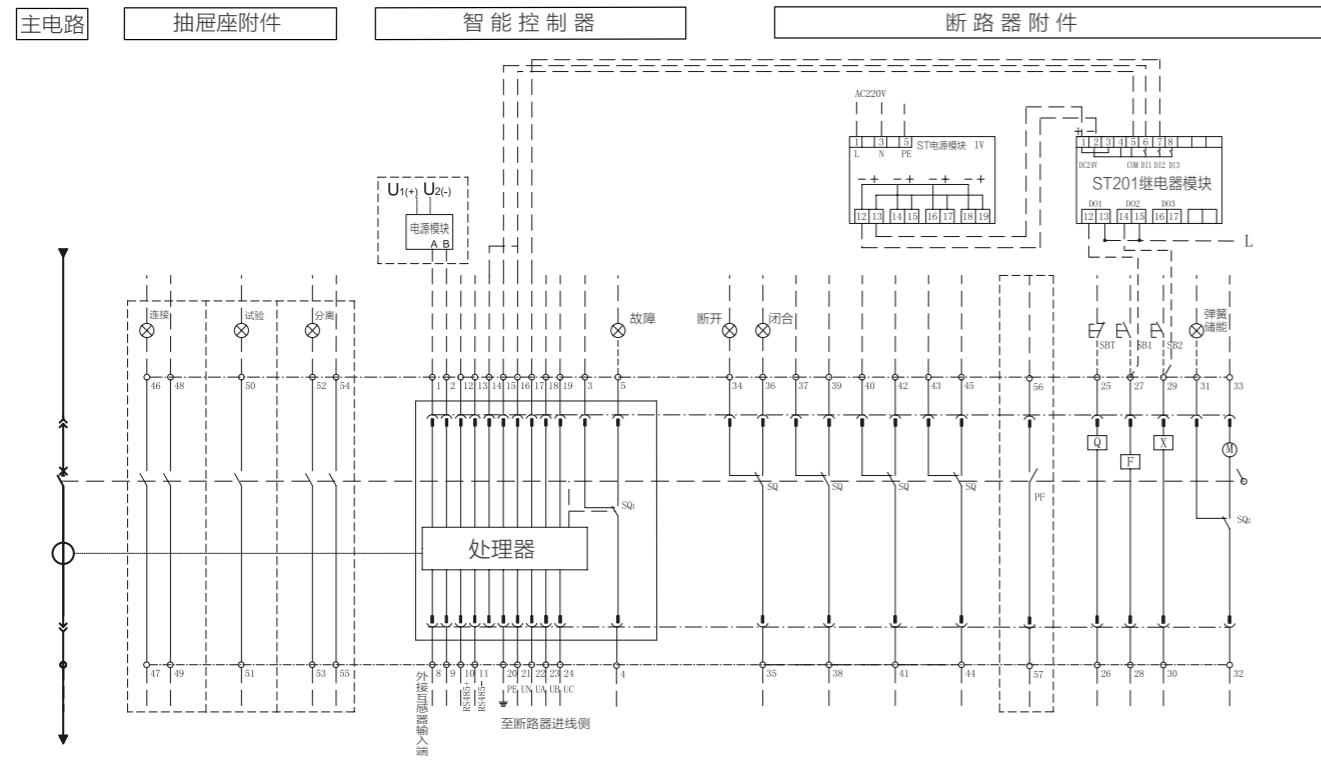 主电路 抽屉座附件 智能控制器 断路器附件
AC220V
1 3 5 ST电源模块 IV
L N PE
- + - + - + - +
12 13 14 15 16 17 18 19
1 2 3 4 5 6 7 8
DC24V COM DI1 DI2 DI3
ST201继电器模块
DO1 DO2 DO3
12 13 14 15 16 17
L
U1(+) U2(-)
电源模块
A B
连接 试验 分离 故障 断开 闭合 SBT SB1 SB2 弹簧储能
46 48 50 52 54 1 2 12 13 14 15 16 17 18 19 3 5 34 36 37 39 40 42 43 45 56 25 27 29 31 33
Q F X M
SQ SQ SQ SQ PF
SQ1 SQ2
处理器
47 49 51 53 55 8 9 10 11 20 21 22 23 24 4 35 38 41 44 57 26 28 30 32
外接互感器输入端 RS485+ RS485- PE UN UA UB UC
至断路器进线侧